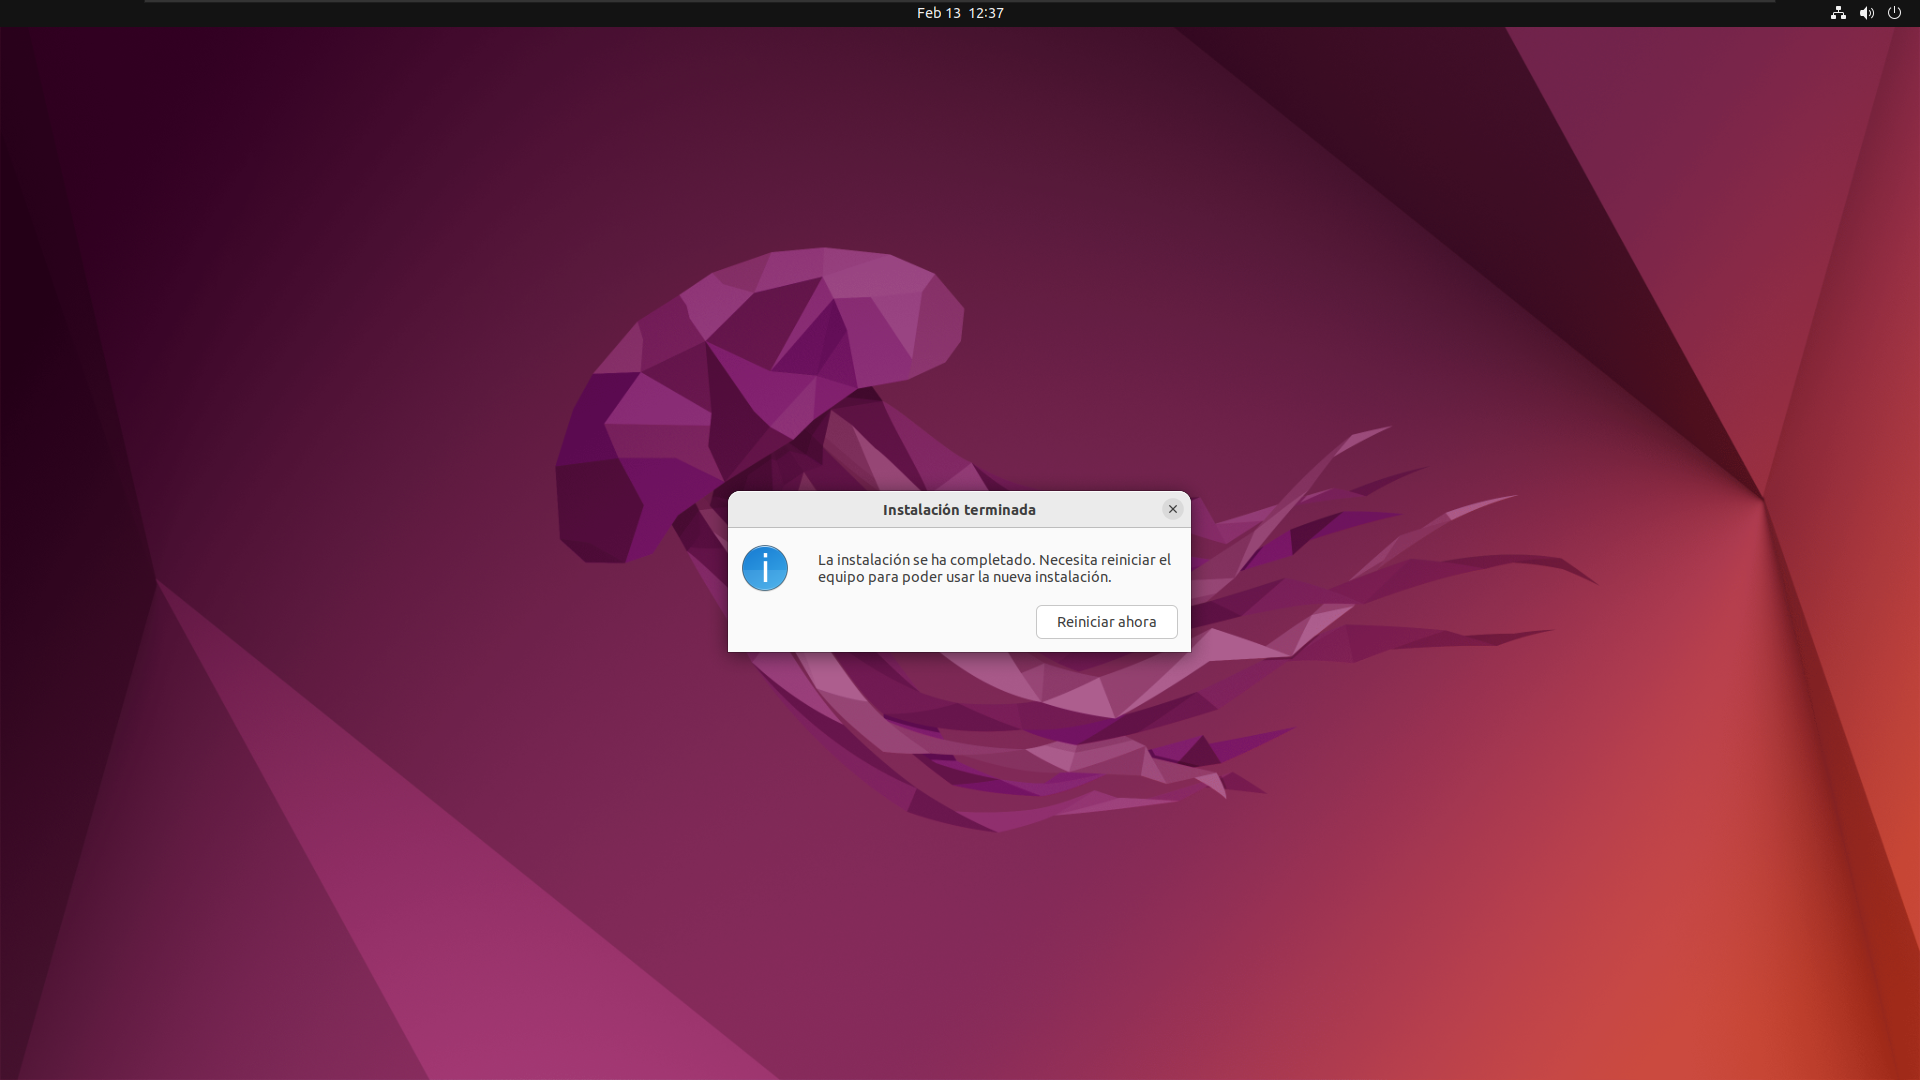 Feb 13 12:37
Instalación terminada
La instalación se ha completado. Necesita reiniciar el
equipo para poder usar la nueva instalación.
Reiniciar ahora